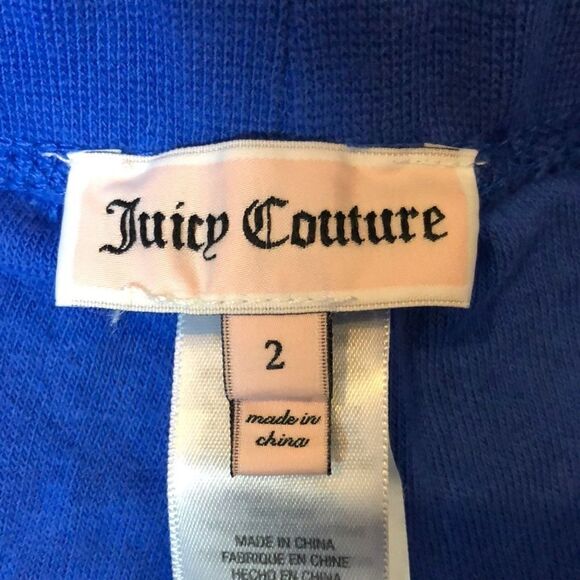 Juicy Couture
2
made in
china
MADE IN CHINA
FABRIQUE EN CHINE
HECHO EN CHINA